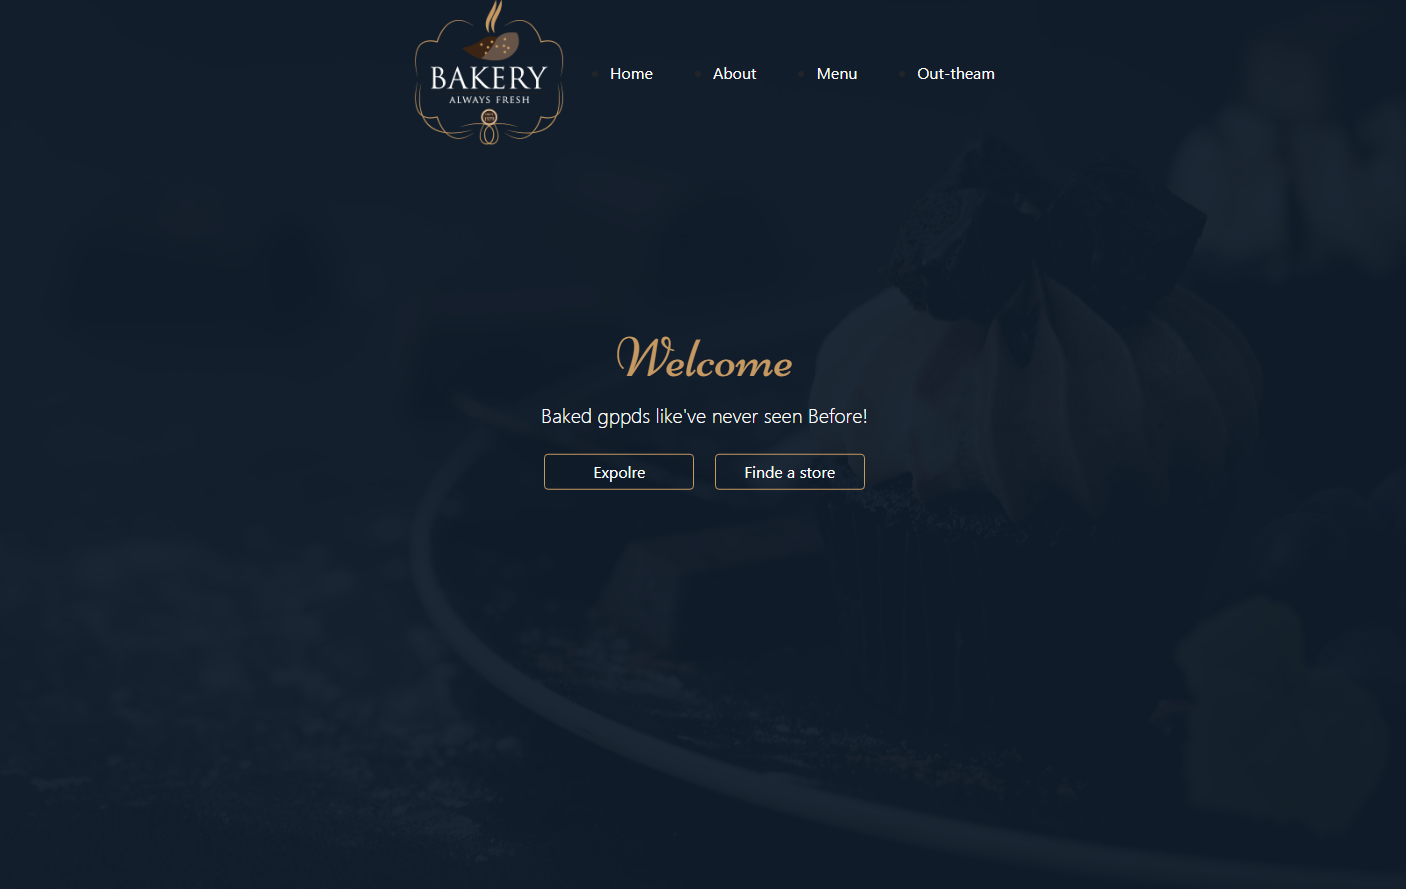 BAKERY
ALWAYS FRESH
Home About Menu Out-theam
Welcome
Baked gppds like've never seen Before!
Expolre Finde a store